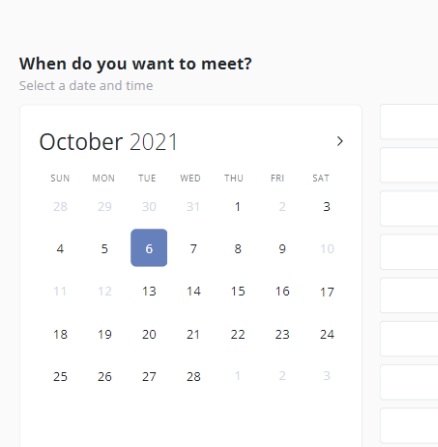 When do you want to meet?
Select a date and time
October 2021
SUN MON TUE WED THU FRI SAT
28 29 30 31 1 2 3
4 5 6 7 8 9 10
11 12 13 14 15 16 17
18 19 20 21 22 23 24
25 26 27 28 1 2 3